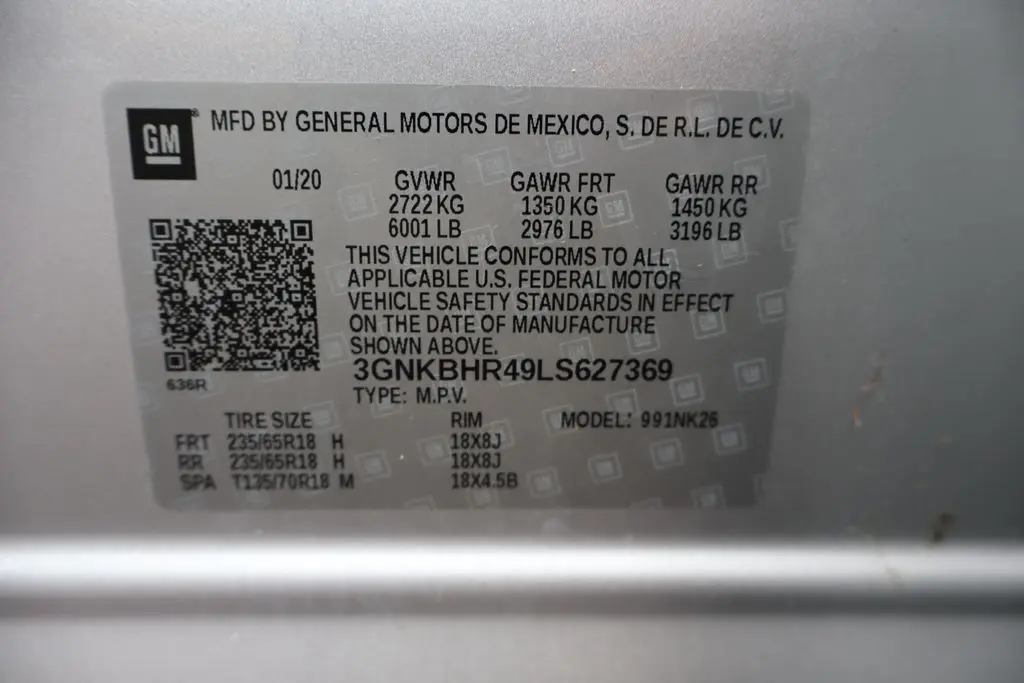 GM ® MFD BY GENERAL MOTORS DE MEXICO, S. DE R.L. DE C.V.
01/20 GVWR GAWR FRT GAWR RR
2722 KG 1350 KG 1450 KG
6001 LB 2976 LB 3196 LB
THIS VEHICLE CONFORMS TO ALL
APPLICABLE U.S. FEDERAL MOTOR
VEHICLE SAFETY STANDARDS IN EFFECT
ON THE DATE OF MANUFACTURE
SHOWN ABOVE.
3GNKBHR49LS627369
636R
TYPE: M.P.V.
TIRE SIZE RIM MODEL: 991NK26
FRT 235/65R18 H 18X8J
RR 235/65R18 H 18X8J
SPA T135/70R18 M 18X4.5B